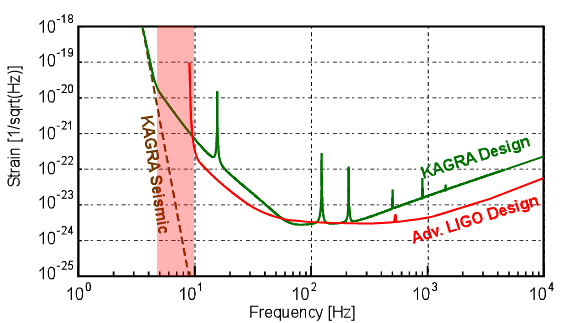 10^-18
10^-19
10^-20
10^-21
10^-22
10^-23
10^-24
10^-25
Strain [1/sqrt(Hz)]
KAGRA Seismic
KAGRA Design
Adv. LIGO Design
10^0
10^1
10^2
10^3
10^4
Frequency [Hz]